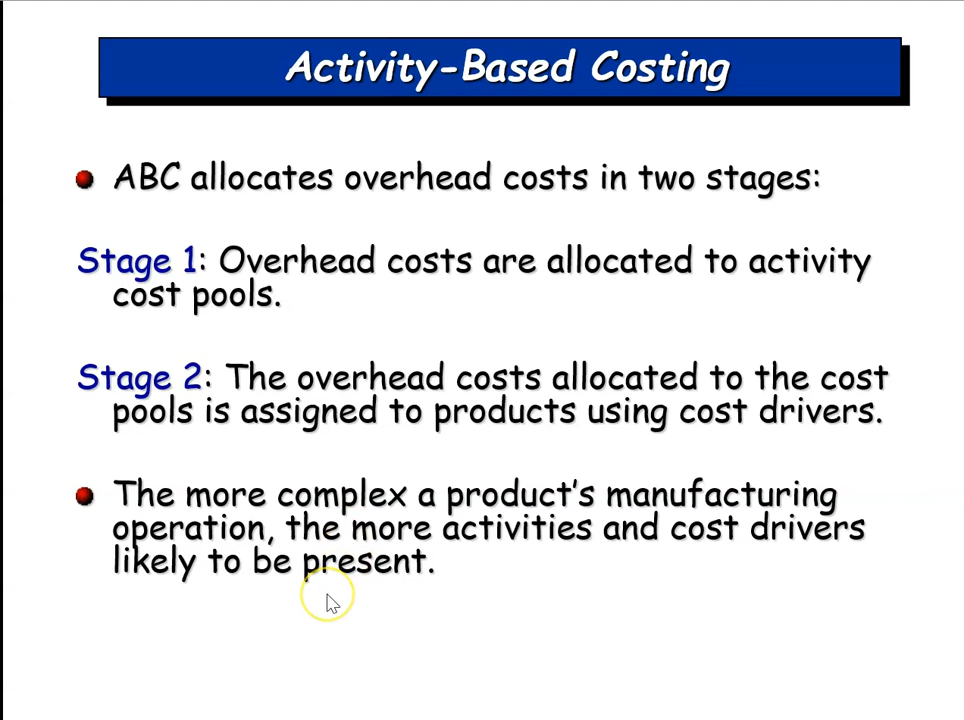 Activity-Based Costing
ABC allocates overhead costs in two stages:
Stage 1: Overhead costs are allocated to activity
cost pools.
Stage 2: The overhead costs allocated to the cost
pools is assigned to products using cost drivers.
The more complex a product's manufacturing
operation, the more activities and cost drivers
likely to be present.